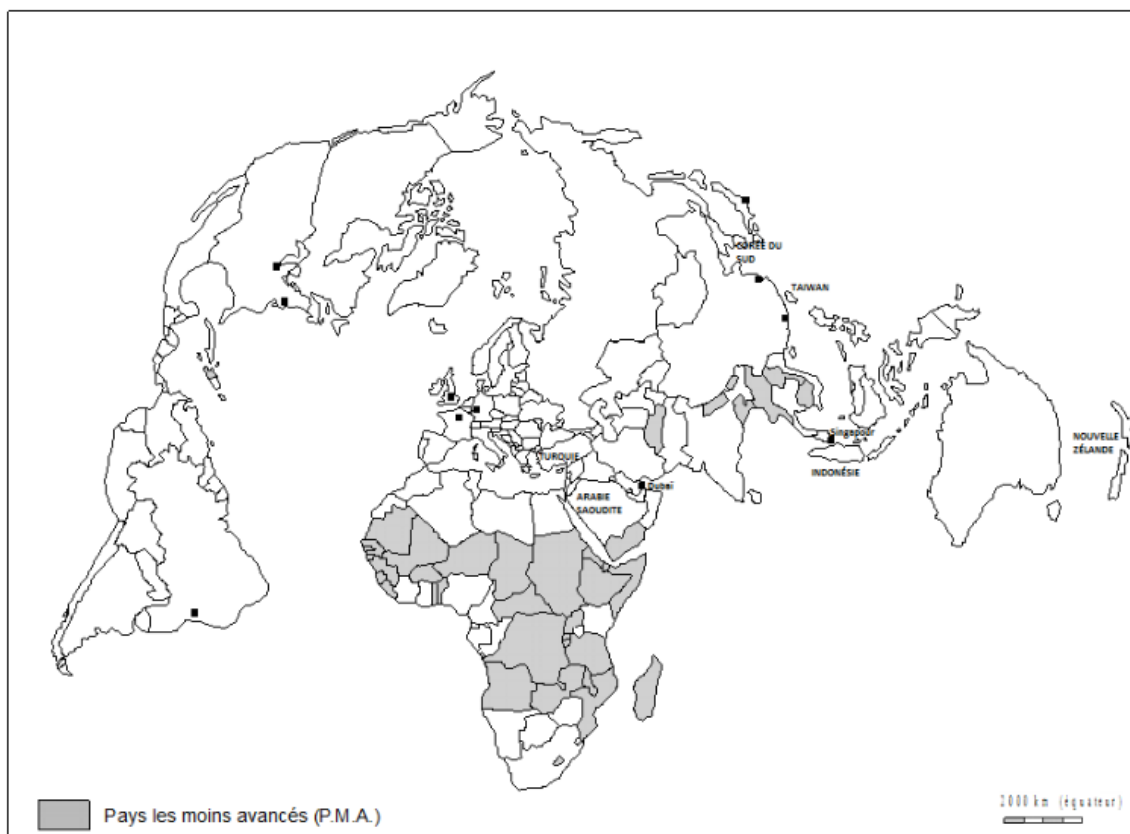 CORÉE DU
SUD
TAIWAN
Singapour
TURQUIE
NOUVELLE
ZÉLANDE
INDONÉSIE
Dubaï
ARABIE
SAOUDITE
2000 km (équateur)
Pays les moins avancés (P.M.A.)